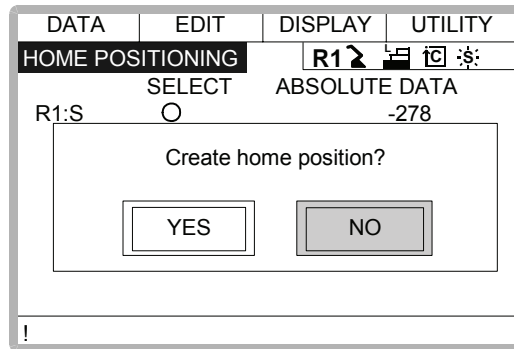 DATA EDIT DISPLAY UTILITY
HOME POSITIONING R1 C S
SELECT ABSOLUTE DATA
R1:S -278
Create home position?
YES NO
!